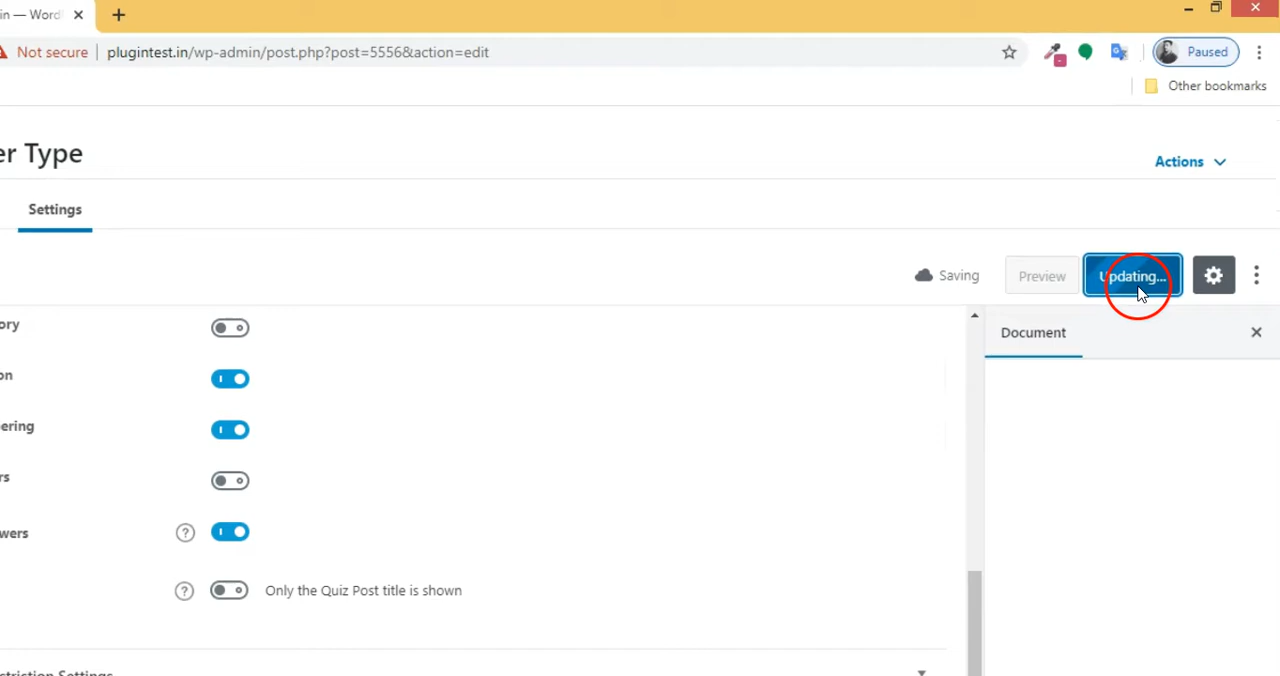 in — Word
Not secure
plugintest.in/wp-admin/post.php?post=5556&action=edit
Paused
Other bookmarks
er Type
Actions
Settings
Saving
Preview
Updating...
ory
Document
on
ering
rs
wers
Only the Quiz Post title is shown
striction Settings